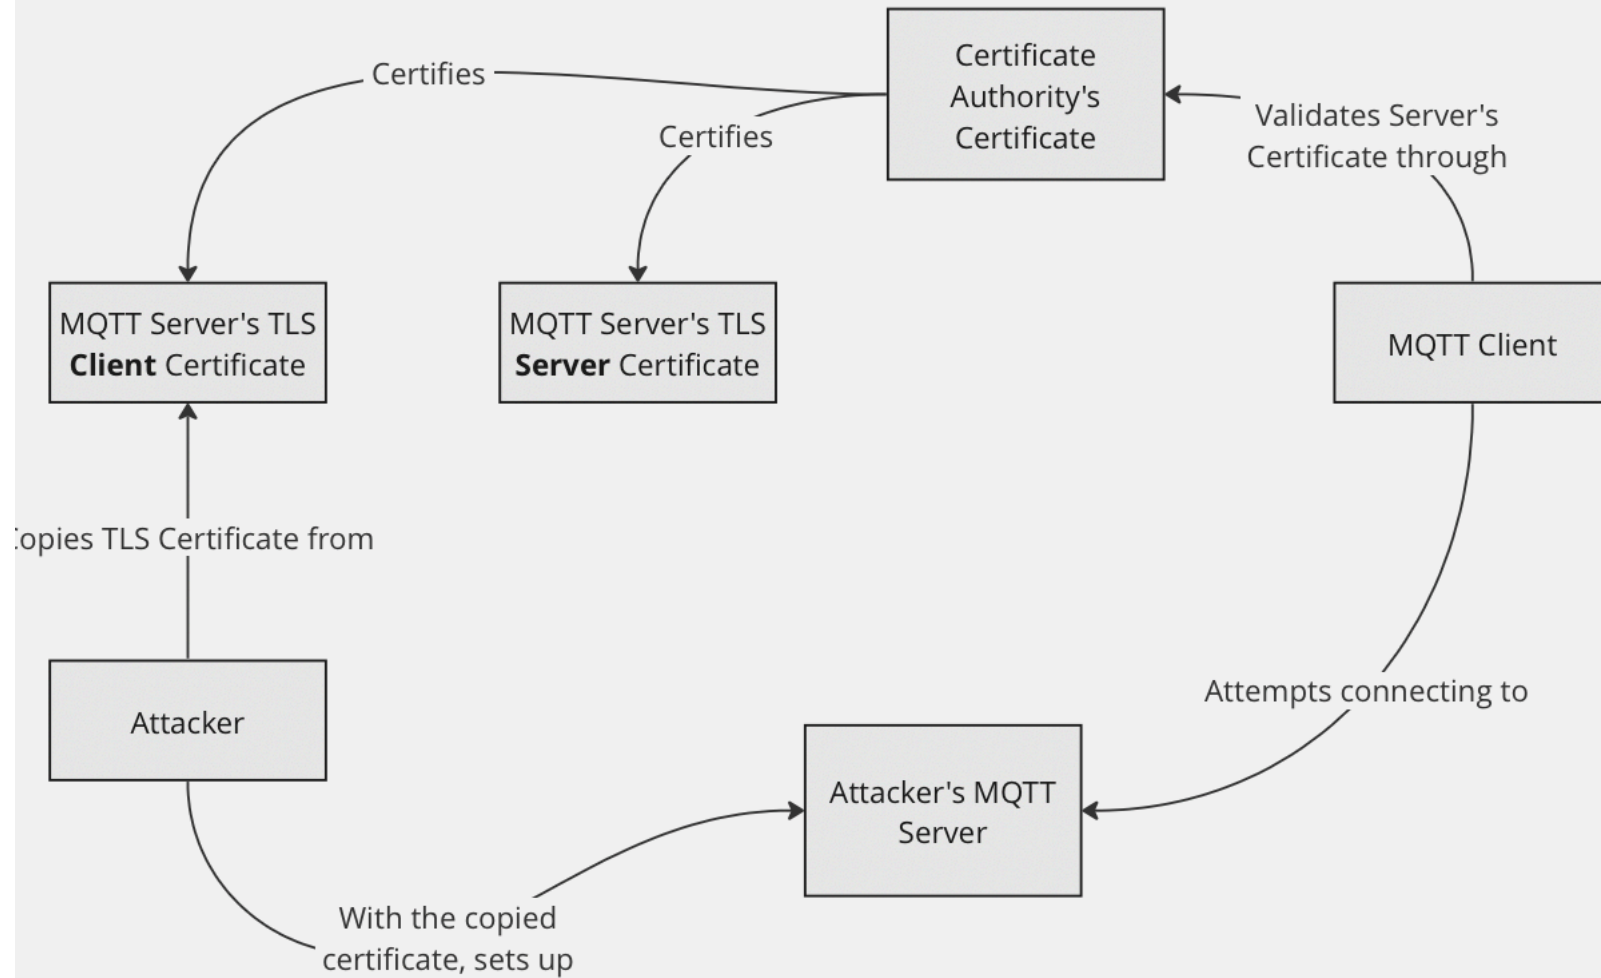 Certificate
Authority's
Certificate
Certifies
Certifies
Validates Server's
Certificate through
MQTT Server's TLS
Client Certificate
MQTT Server's TLS
Server Certificate
MQTT Client
opies TLS Certificate from
Attempts connecting to
Attacker
Attacker's MQTT
Server
With the copied
certificate, sets up